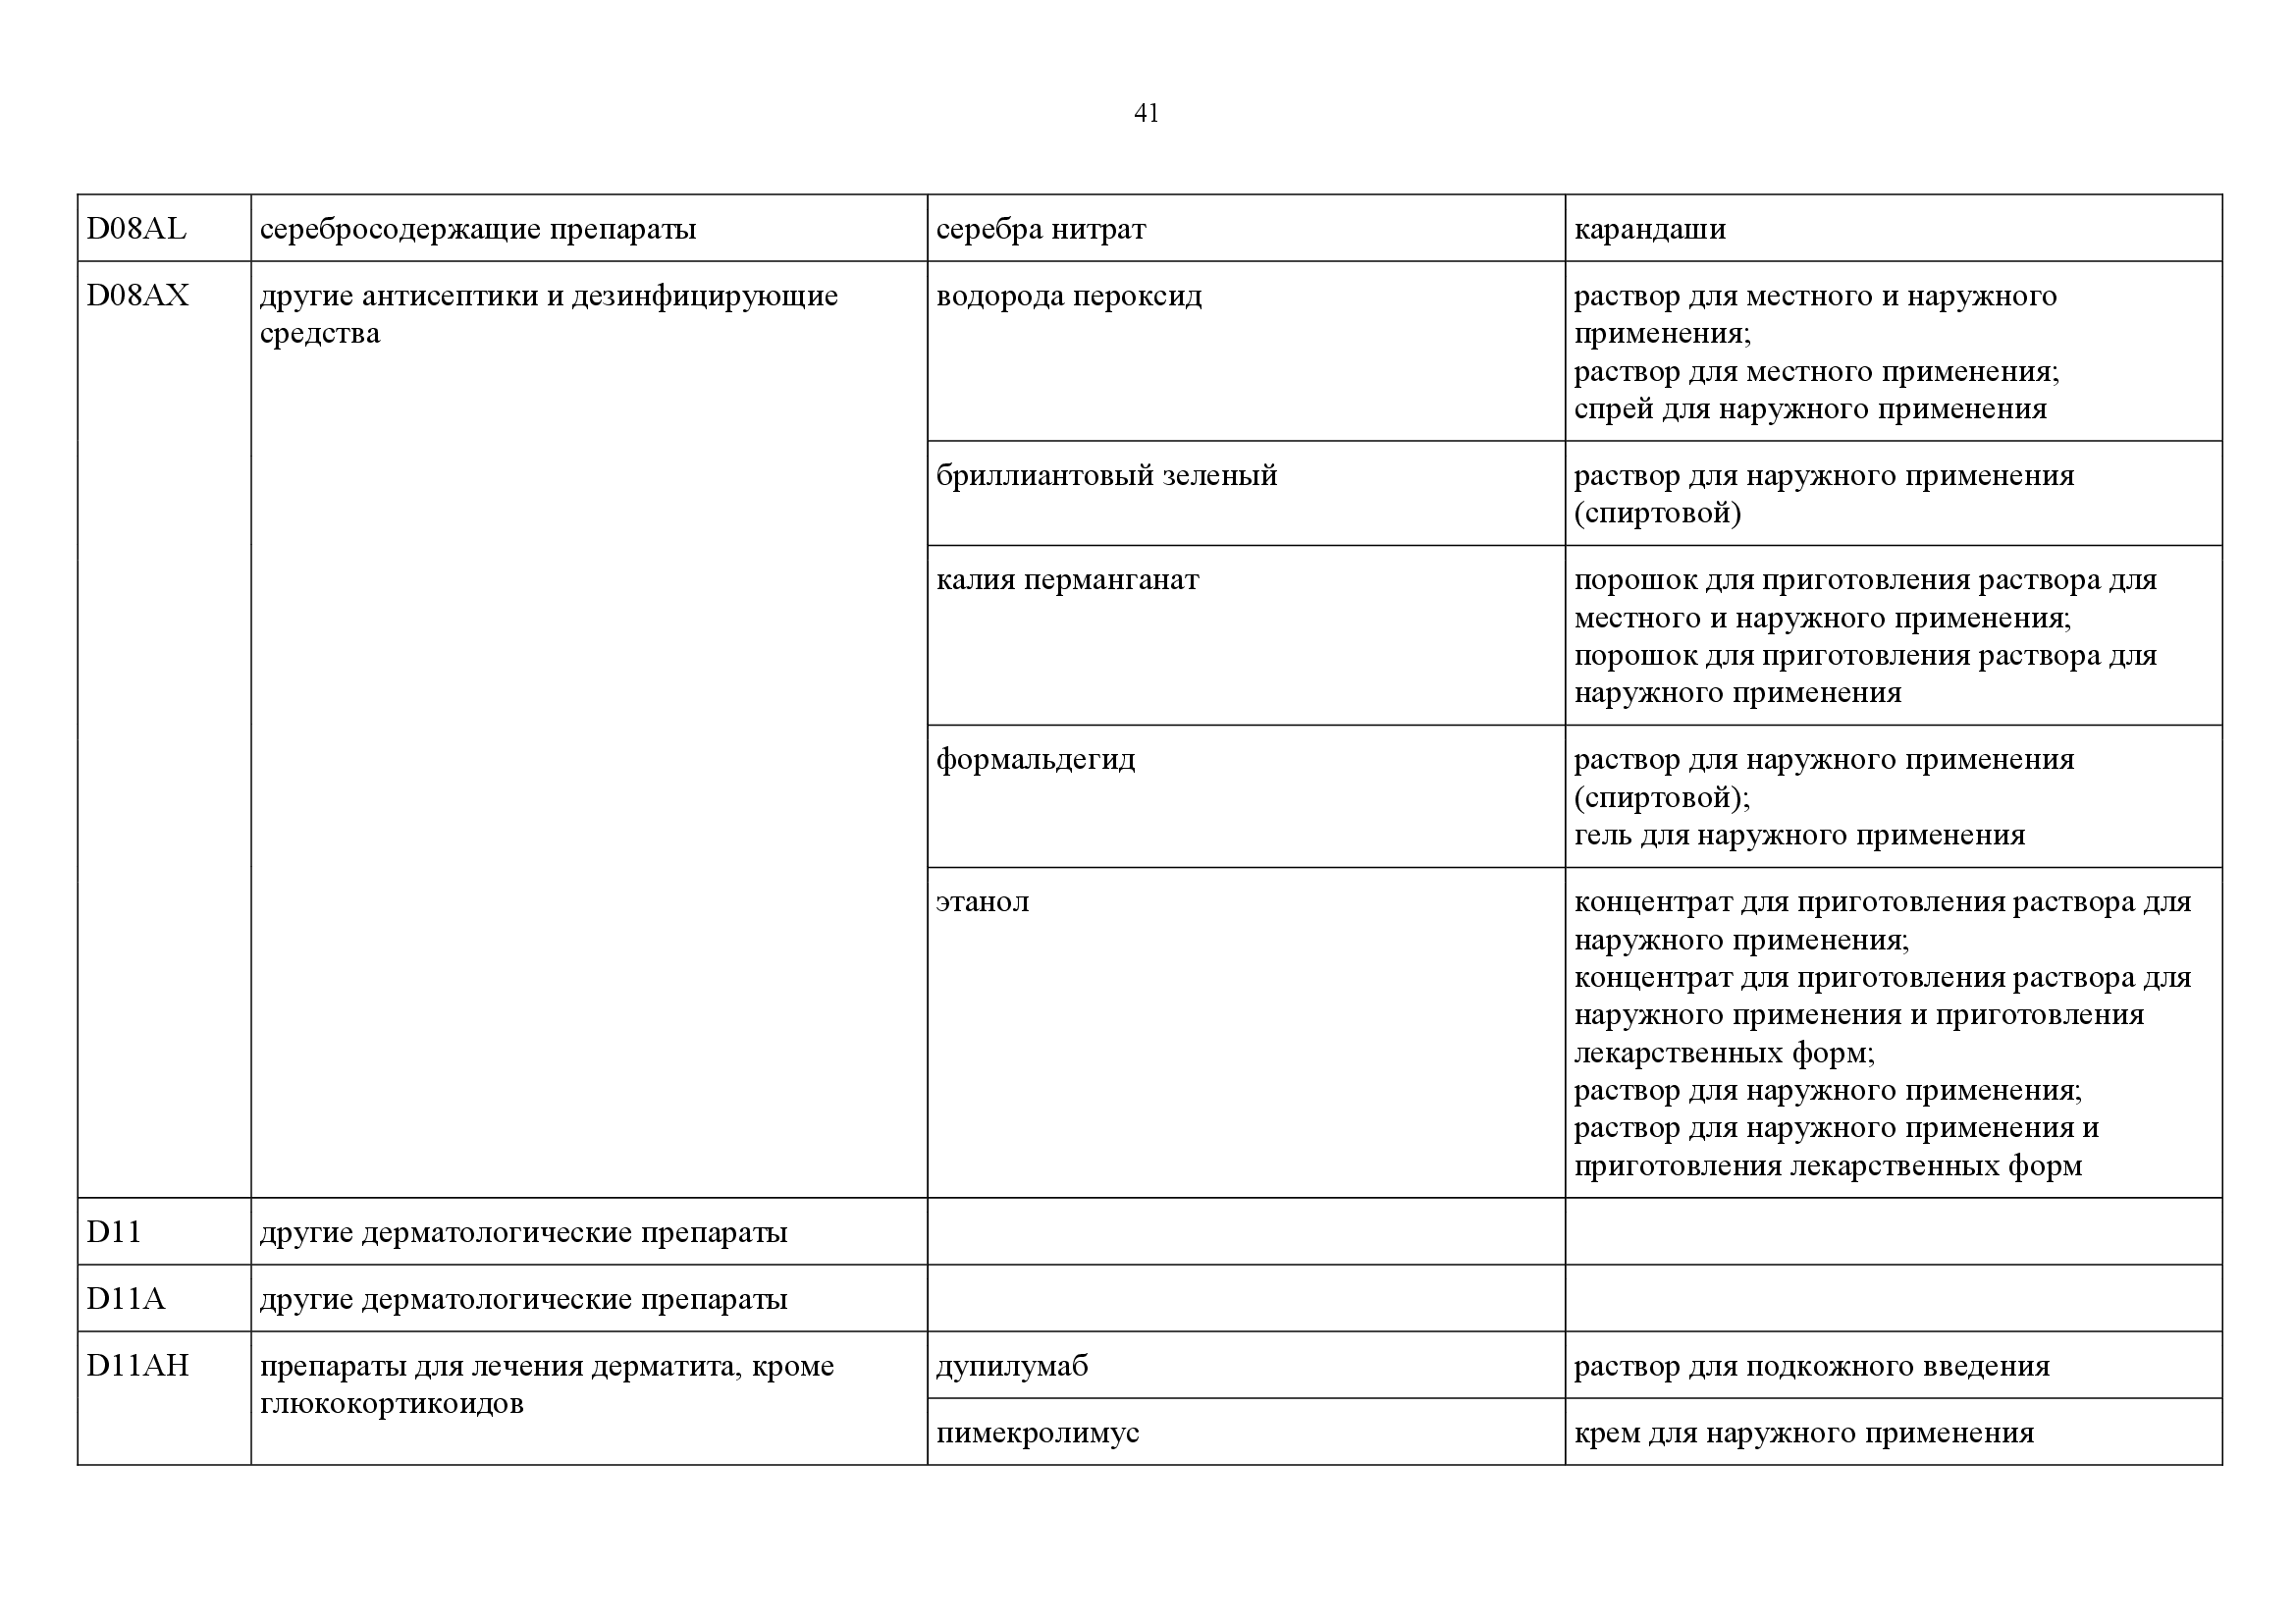 41
D08AL
серебросодержащие препараты
серебра нитрат
карандаши
D08AX
другие антисептики и дезинфицирующие
средства
водорода пероксид
раствор для местного и наружного
применения;
раствор для местного применения;
спрей для наружного применения
бриллиантовый зеленый
раствор для наружного применения
(спиртовой)
калия перманганат
порошок для приготовления раствора для
местного и наружного применения;
порошок для приготовления раствора для
наружного применения
формальдегид
раствор для наружного применения
(спиртовой);
гель для наружного применения
этанол
концентрат для приготовления раствора для
наружного применения;
концентрат для приготовления раствора для
наружного применения и приготовления
лекарственных форм;
раствор для наружного применения;
раствор для наружного применения и
приготовления лекарственных форм
D11
другие дерматологические препараты
D11A
другие дерматологические препараты
D11AH
препараты для лечения дерматита, кроме
глюкокортикоидов
дупилумаб
раствор для подкожного введения
пимекролимус
крем для наружного применения